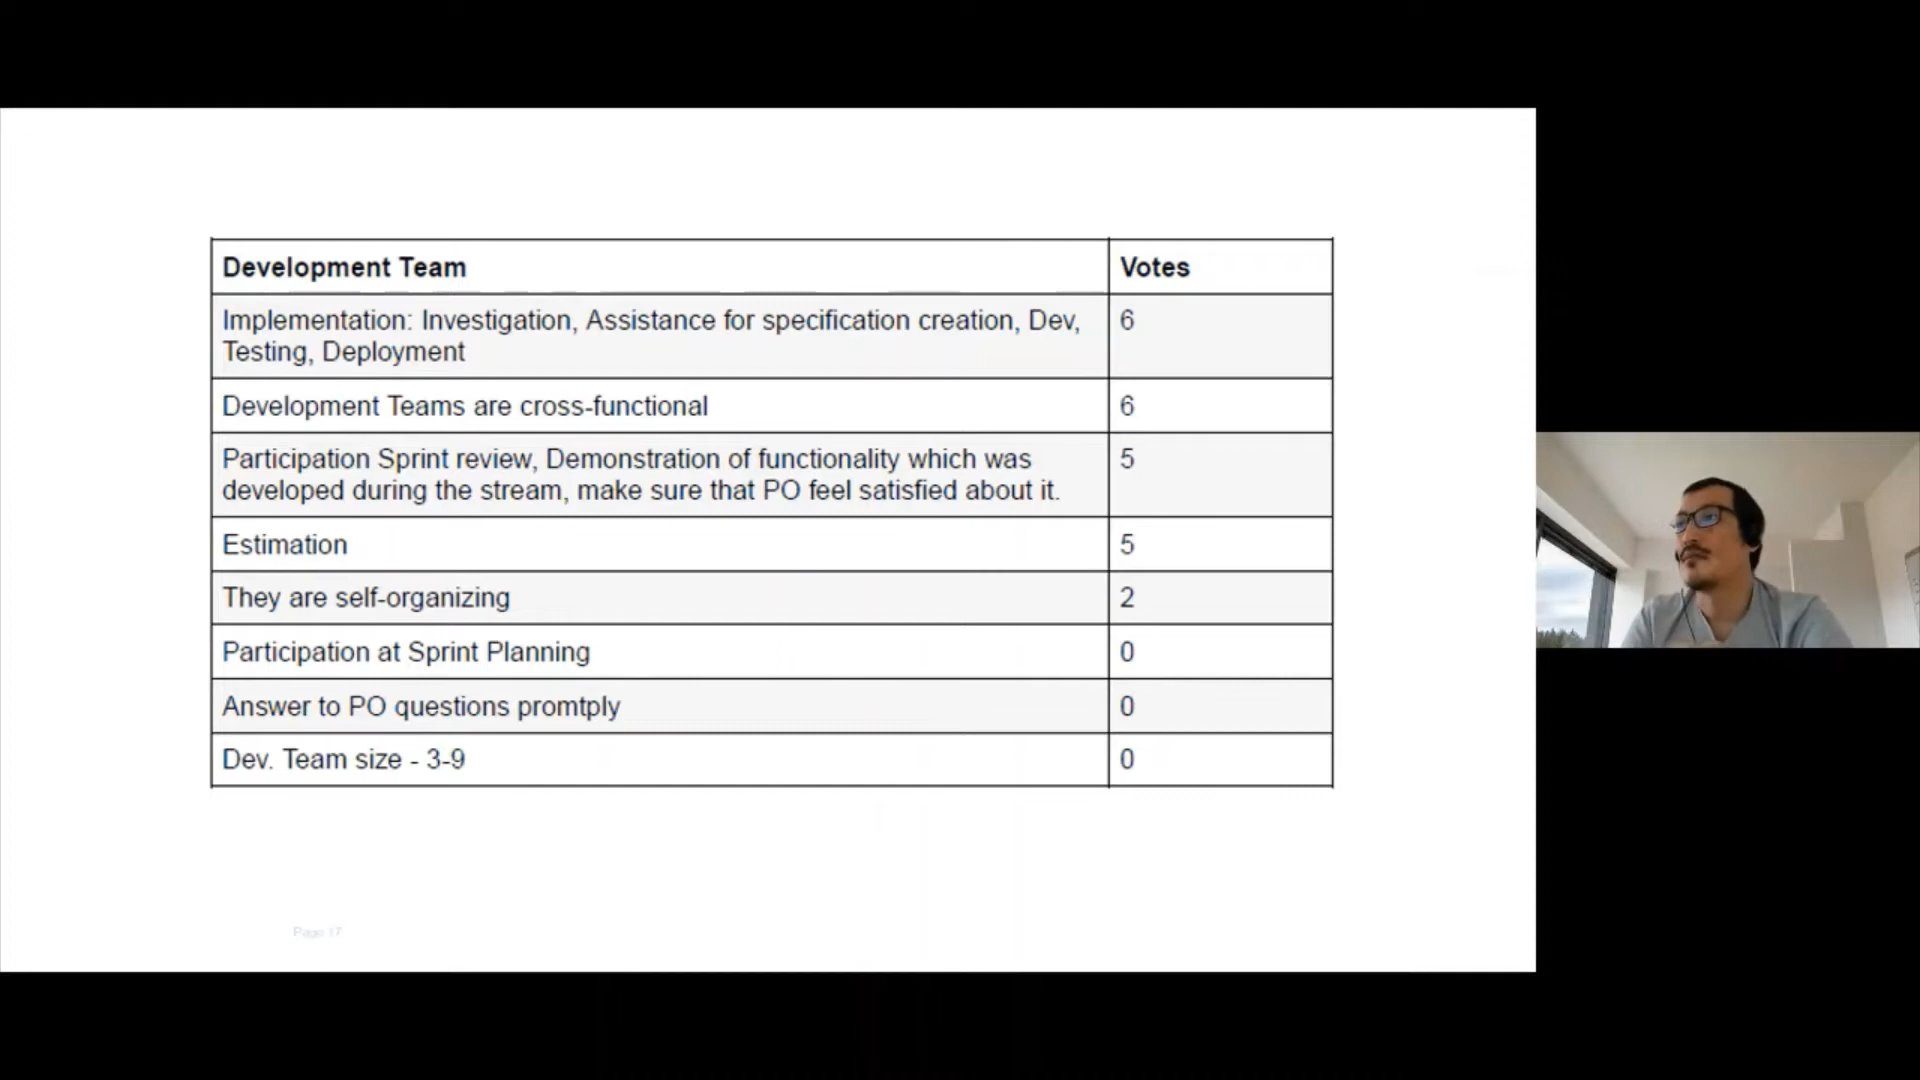 Development Team Votes
Implementation: Investigation, Assistance for specification creation, Dev, 6
Testing, Deployment
Development Teams are cross-functional 6
Participation Sprint review, Demonstration of functionality which was 5
developed during the stream, make sure that PO feel satisfied about it.
Estimation 5
They are self-organizing 2
Participation at Sprint Planning 0
Answer to PO questions promtply 0
Dev. Team size - 3-9 0
Page 17